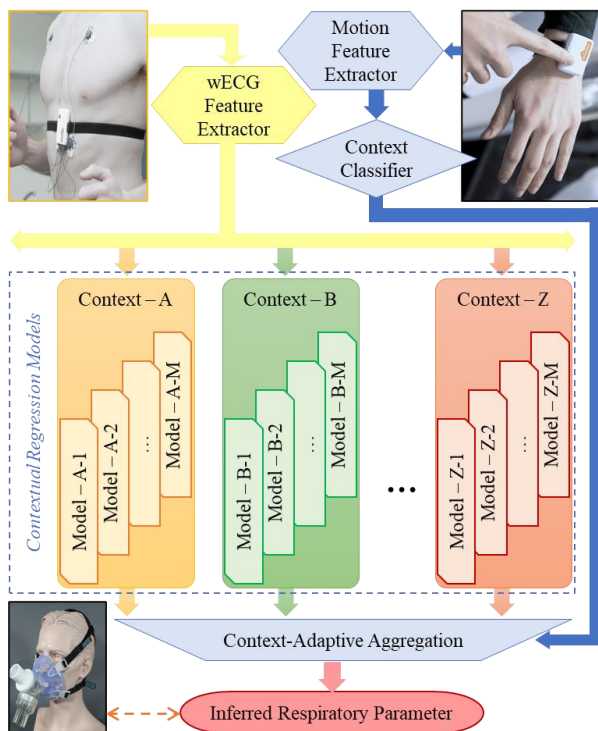 wECG
Feature
Extractor
Motion
Feature
Extractor
Context
Classifier
Contextual Regression Models
Context – A
Model – A-1
Model – A-2
...
Model – A-M
Context – B
Model – B-1
Model – B-2
...
Model – B-M
...
Context – Z
Model – Z-1
Model – Z-2
...
Model – Z-M
Context-Adaptive Aggregation
Inferred Respiratory Parameter